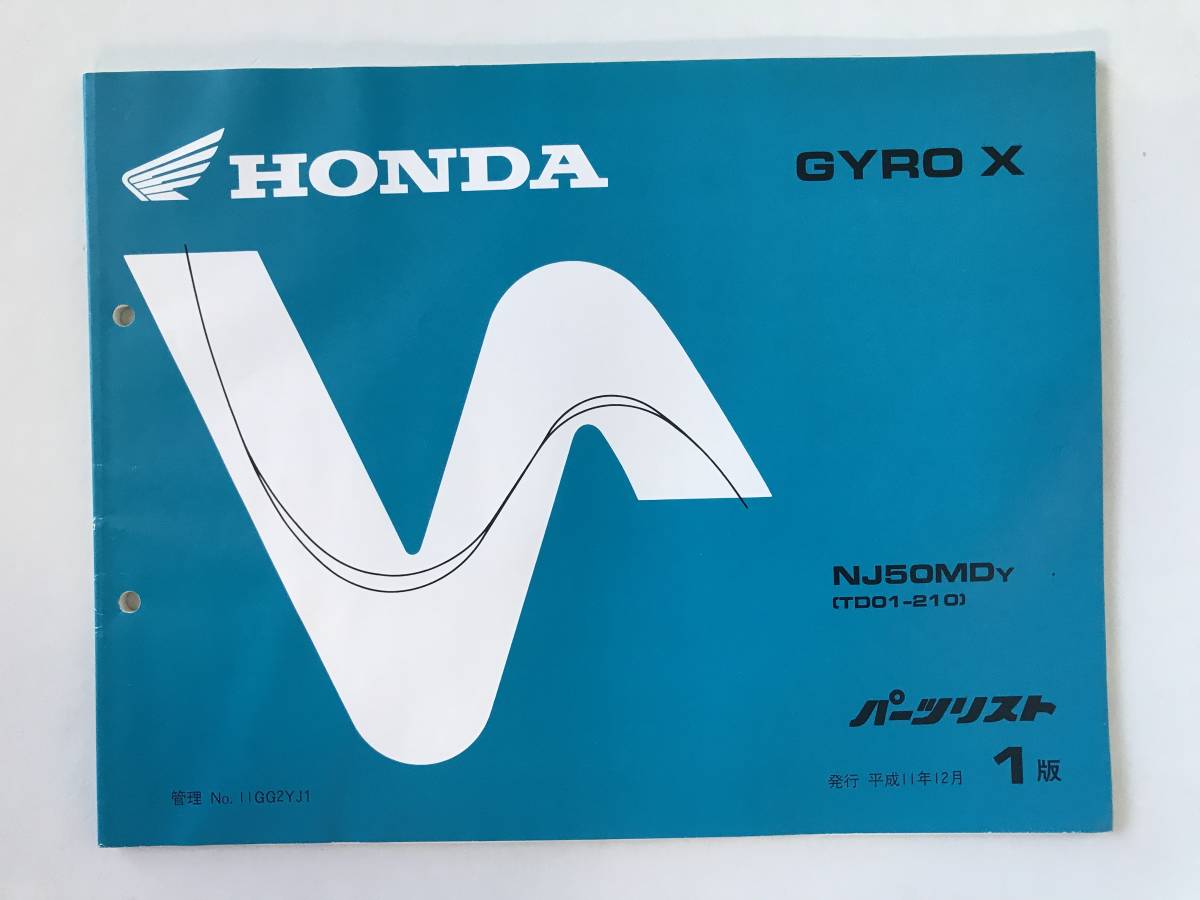 HONDA
GYRO X
NJ50MDY
(TD01-210)
パーツリスト
管理 No. 11GG2YJ1
発行 平成11年12月 1版